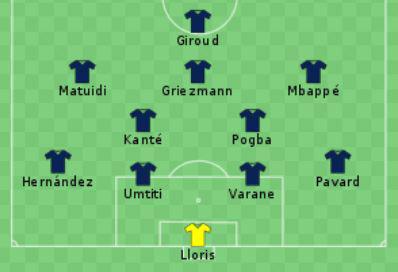 Giroud
Matuidi Griezmann Mbappé
Kanté Pogba
Hernández Umtiti Varane Pavard
Lloris